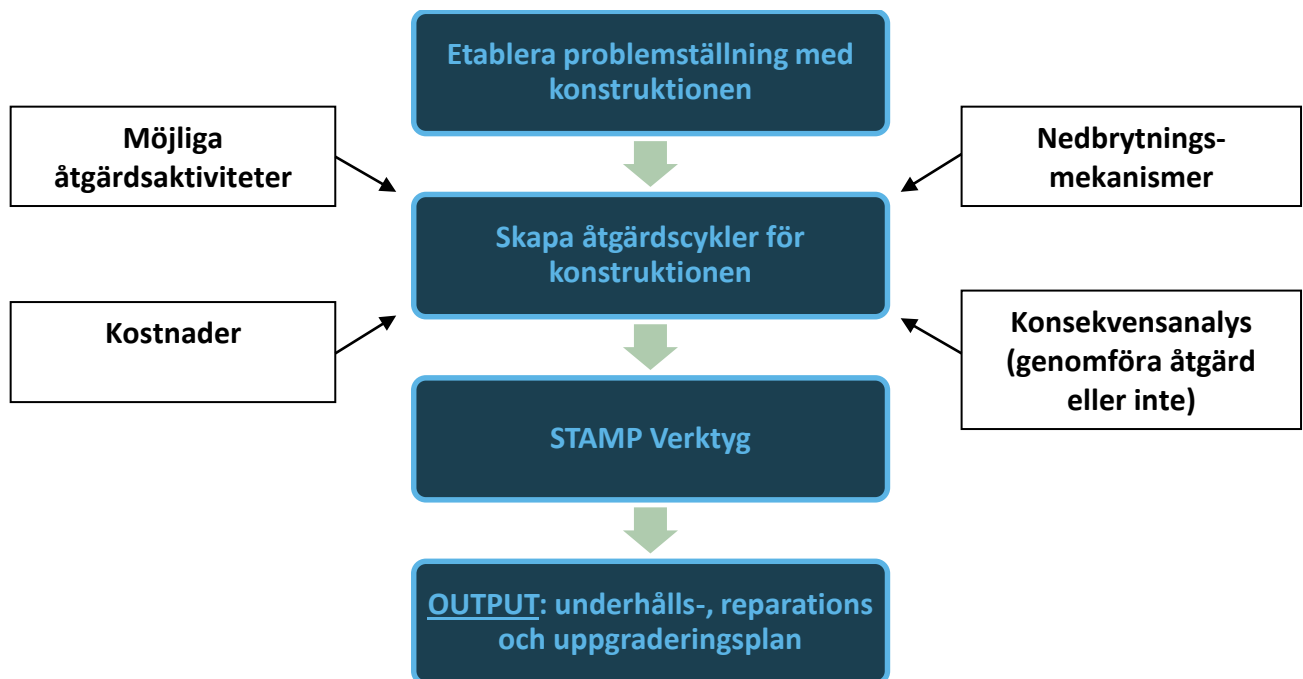 Etablera problemställning med
konstruktionen
Möjliga
åtgärdsaktiviteter
Nedbrytnings-
mekanismer
Skapa åtgärdscykler för
konstruktionen
Kostnader
Konsekvensanalys
(genomföra åtgärd
eller inte)
STAMP Verktyg
OUTPUT: underhålls-, reparations
och uppgraderingsplan